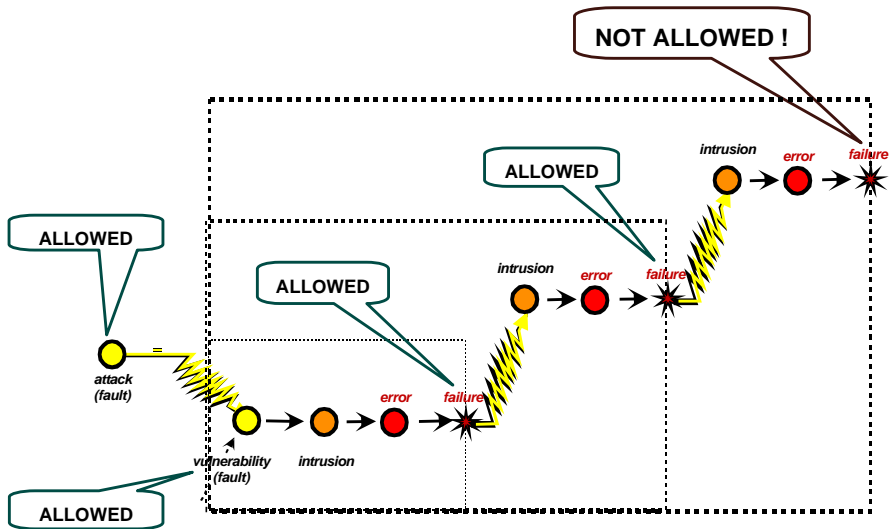 NOT ALLOWED !
intrusion
error
failure
ALLOWED
ALLOWED
intrusion
error
failure
ALLOWED
=
attack
(fault)
error
failure
vulnerability
(fault)
intrusion
ALLOWED